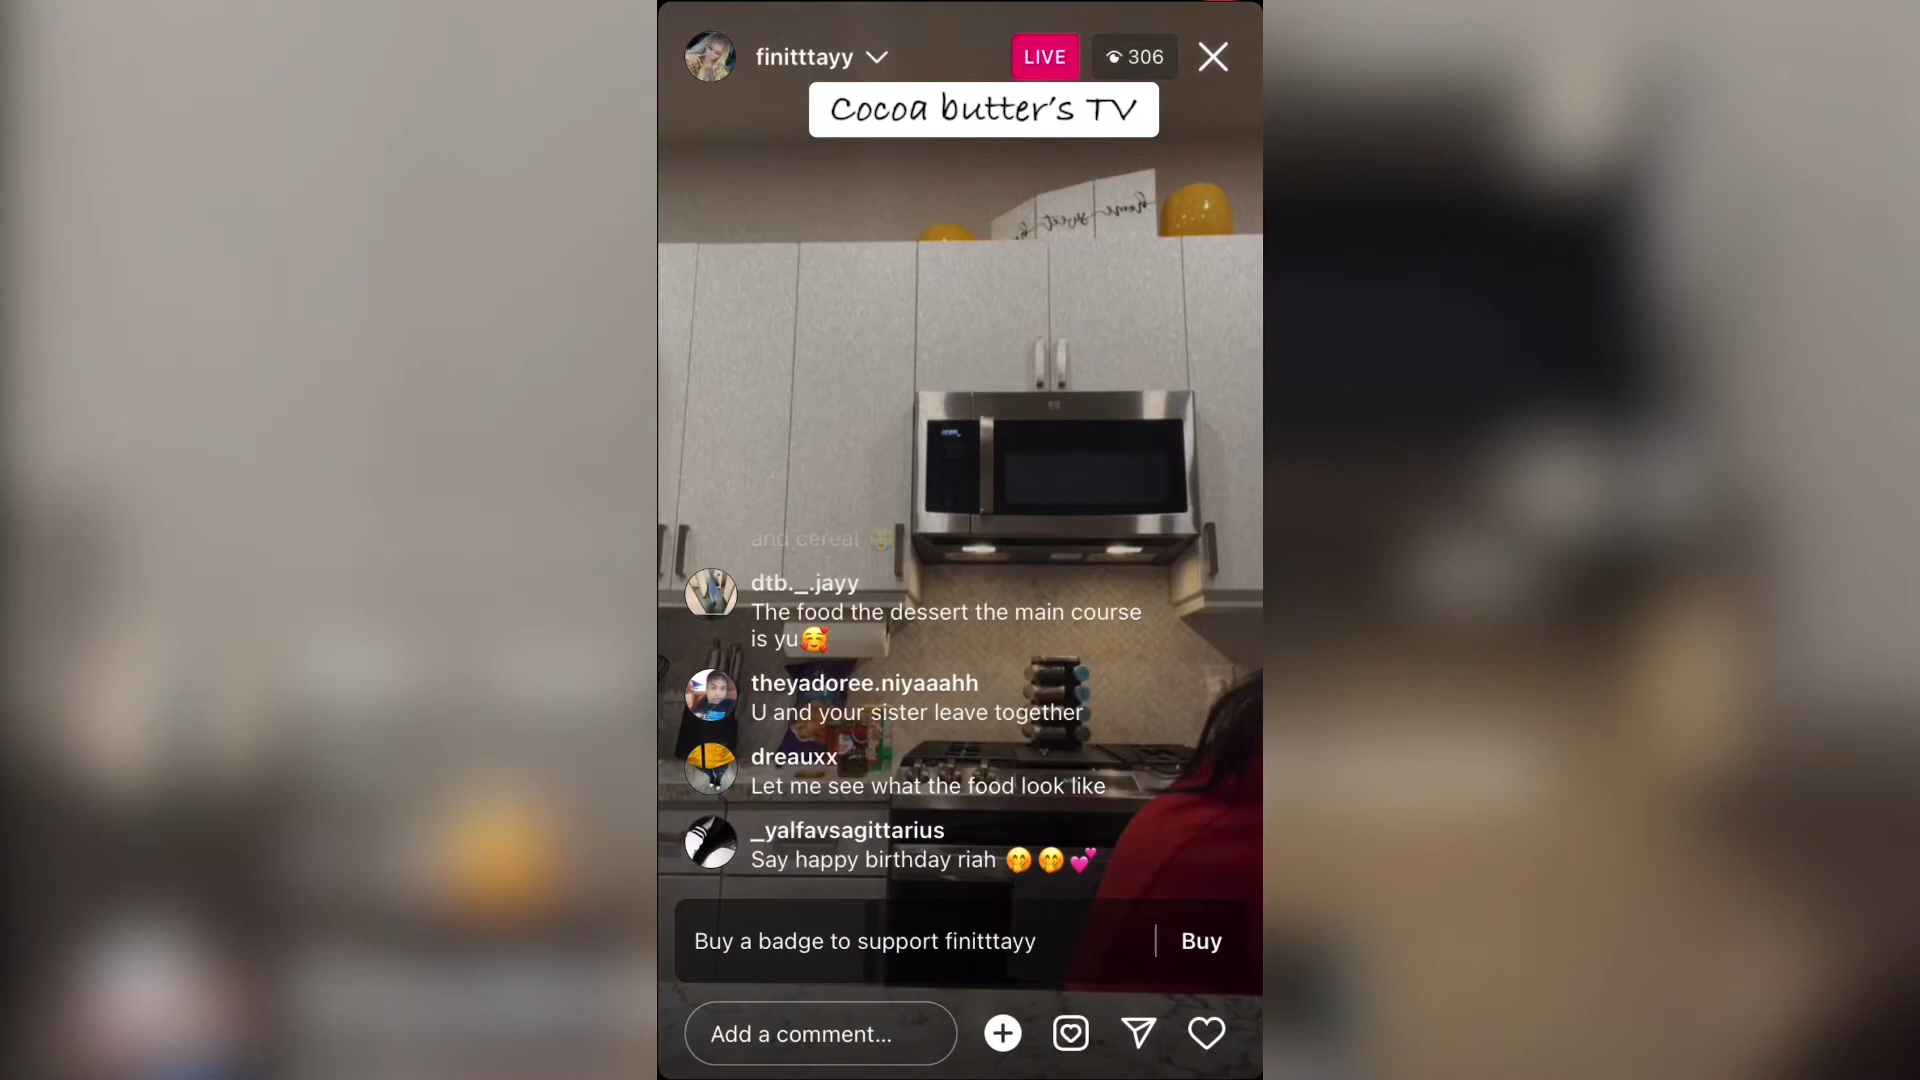 finitttayy
LIVE
306
Cocoa butter's TV
home
sweet
and cereal
dtb._.jayy
The food the dessert the main course
is yu🥰
theyadoree.niyaaahh
U and your sister leave together
dreauxx
Let me see what the food look like
_yalfavsagittarius
Say happy birthday riah 🤭🤭💕
Buy a badge to support finitttayy
Buy
Add a comment...